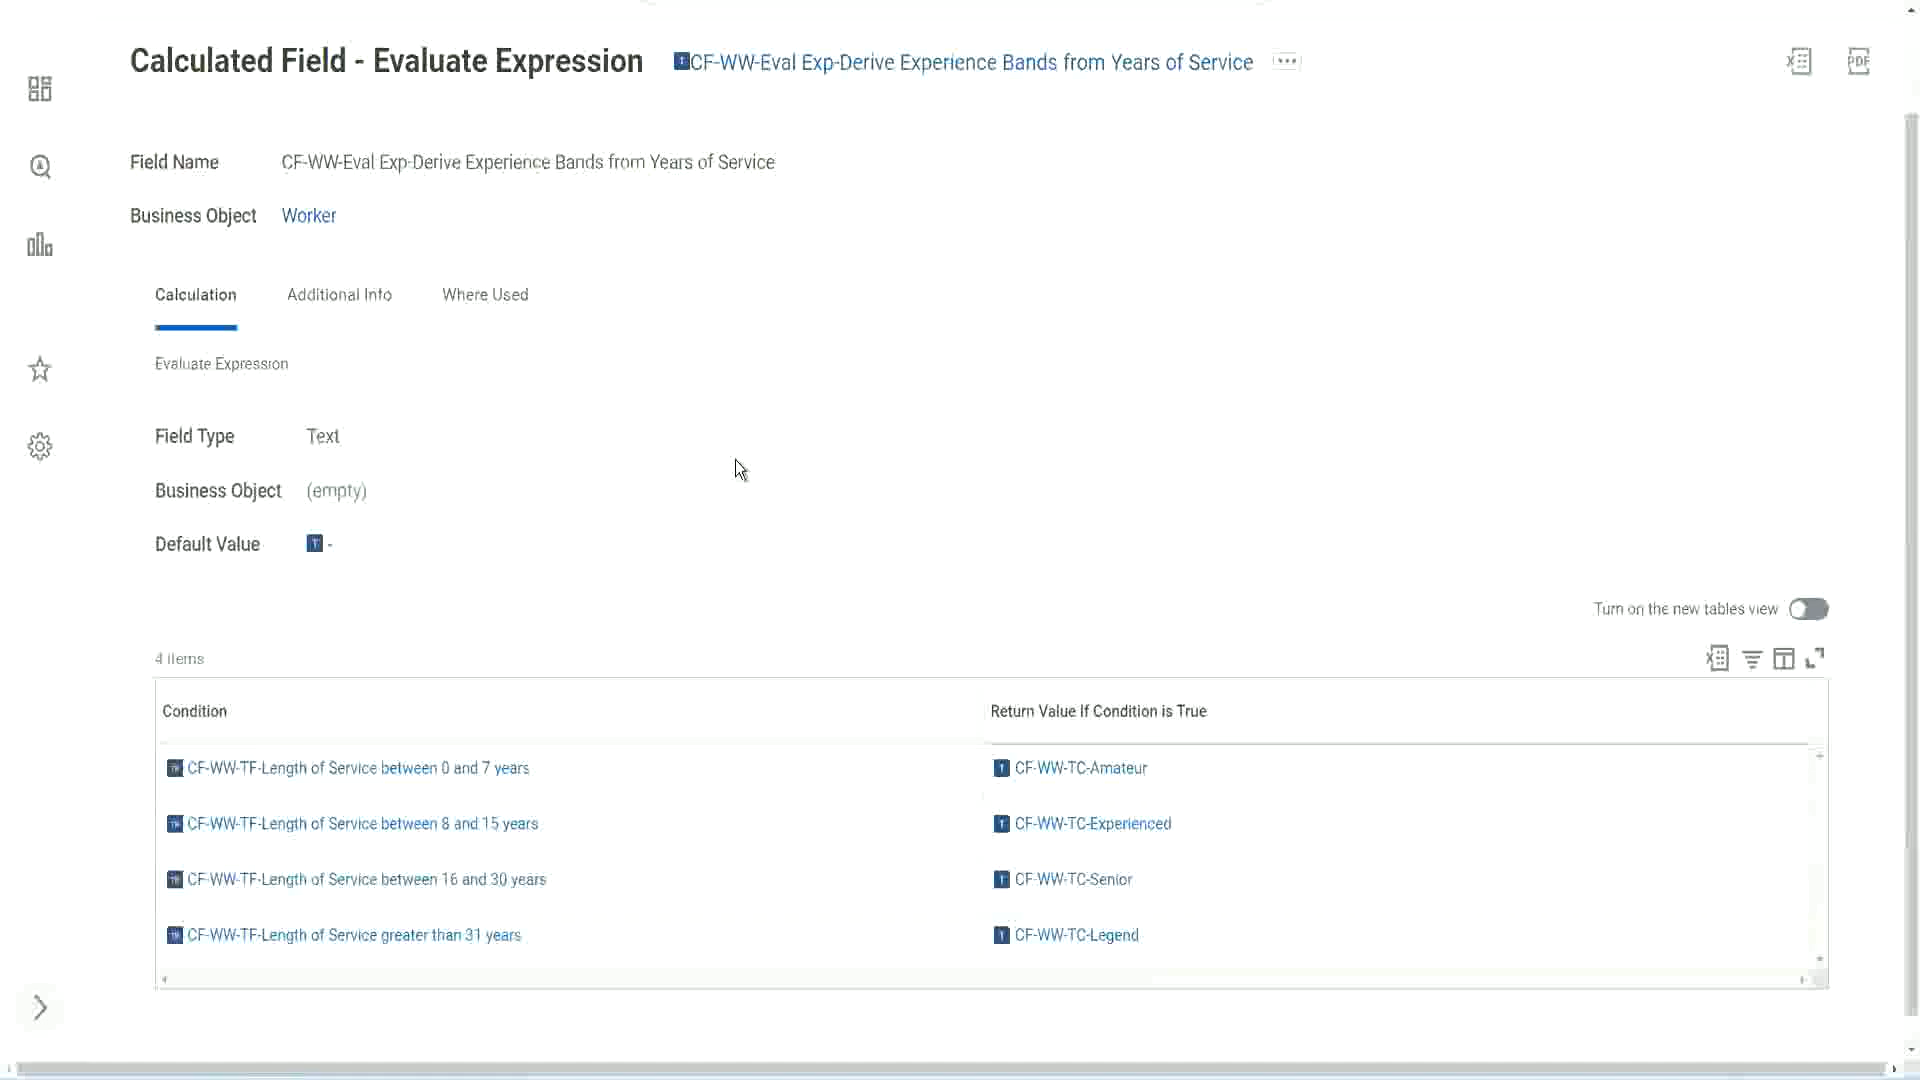 Calculated Field - Evaluate Expression CF-WW-Eval Exp-Derive Experience Bands from Years of Service
PDF
Field Name CF-WW-Eval Exp-Derive Experience Bands from Years of Service
Business Object Worker
Calculation Additional Info Where Used
Evaluate Expression
Field Type Text
Business Object (empty)
Default Value T -
Turn on the new tables view
4 items
Condition Return Value If Condition is True
CF-WW-TF-Length of Service between 0 and 7 years CF-WW-TC-Amateur
CF-WW-TF-Length of Service between 8 and 15 years CF-WW-TC-Experienced
CF-WW-TF-Length of Service between 16 and 30 years CF-WW-TC-Senior
CF-WW-TF-Length of Service greater than 31 years CF-WW-TC-Legend